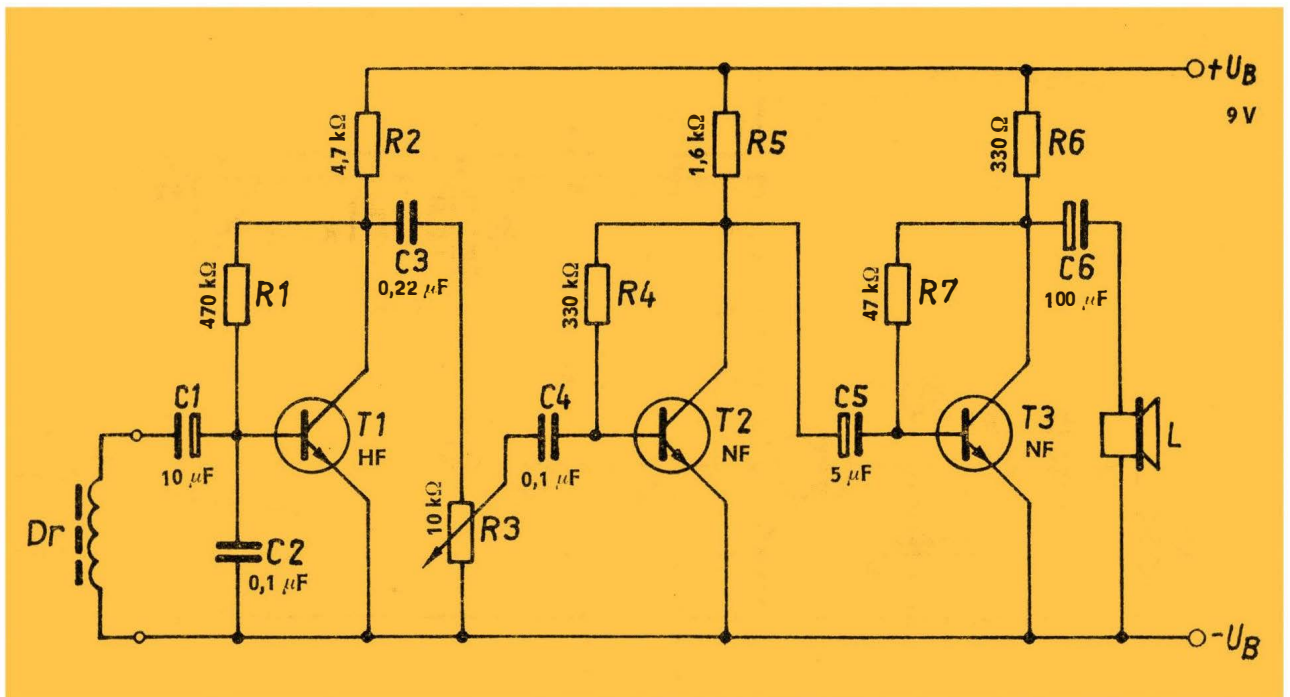 +UB
9 V
4,7 kΩ
R2
1,6 kΩ
R5
330 Ω
R6
C3
0,22 µF
470 kΩ
R1
330 kΩ
R4
47 kΩ
R7
C6
100 µF
C1
10 µF
T1
HF
C4
0,1 µF
T2
NF
C5
5 µF
T3
NF
L
Dr
C2
0,1 µF
10 kΩ
R3
-UB